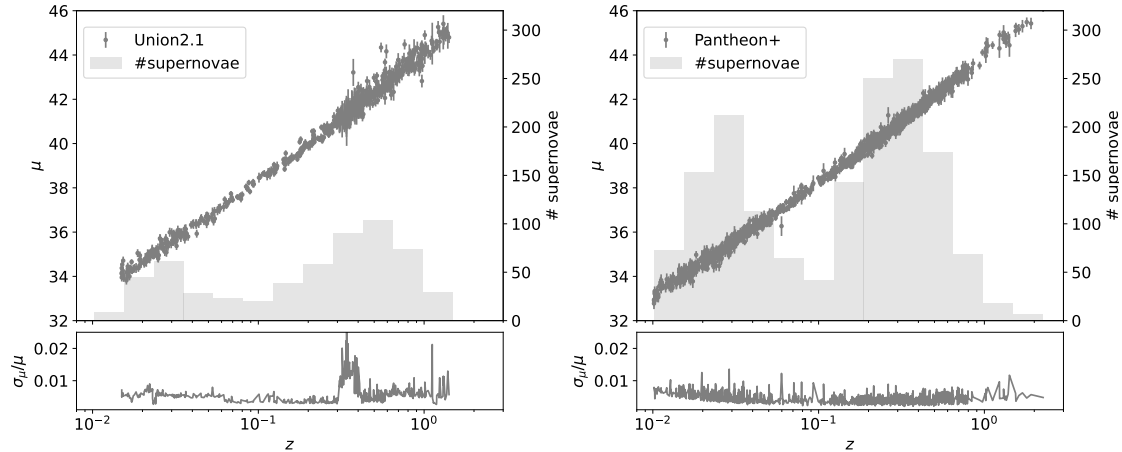 46
44
42
40
38
36
34
32
μ
Union2.1
#supernovae
300
250
200
150
100
50
0
# supernovae
0.02
0.01
σμ/μ
10⁻² 10⁻¹ 10⁰
z
46
44
42
40
38
36
34
32
μ
Pantheon+
#supernovae
300
250
200
150
100
50
0
# supernovae
0.02
0.01
σμ/μ
10⁻² 10⁻¹ 10⁰
z